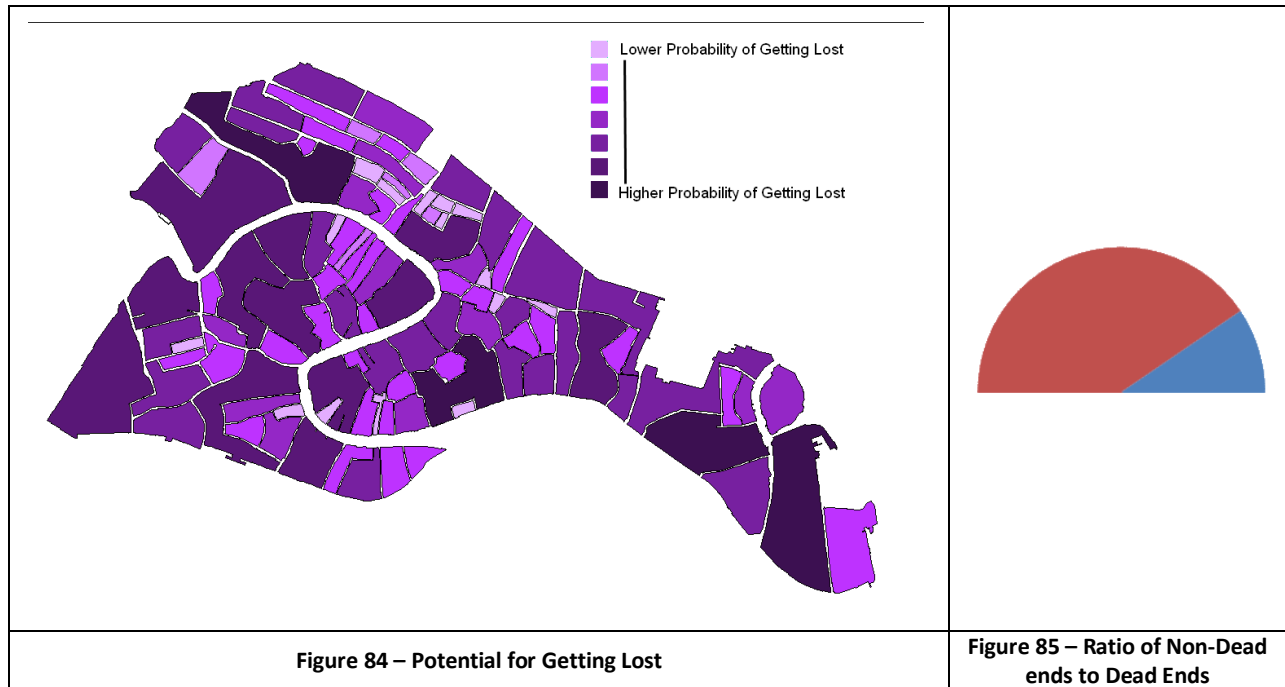 Lower Probability of Getting Lost
Higher Probability of Getting Lost
Figure 84 – Potential for Getting Lost
Figure 85 – Ratio of Non-Dead
ends to Dead Ends